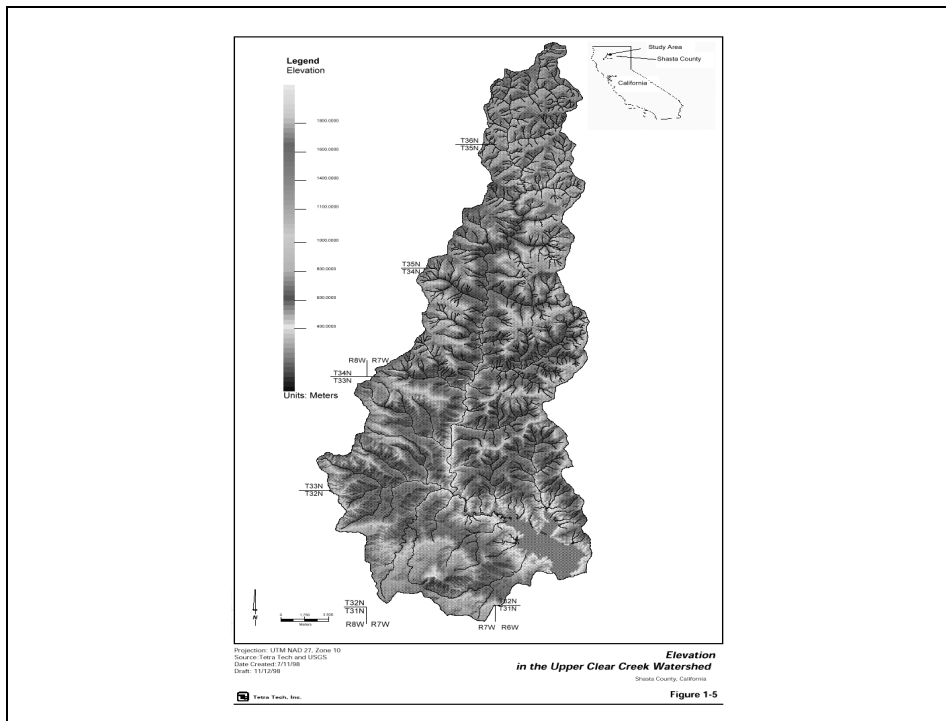 Legend
Elevation
1800.0000
1600.0000
1400.0000
1100.0000
1000.0000
800.0000
600.0000
400.0000
Units: Meters
Study Area
Shasta County
California
T36N
T35N
T35N
T34N
R8W R7W
T34N
T33N
T33N
T32N
T32N
T31N
R8W R7W
T32N
T31N
R7W R6W
N
0
Meters
Projection: UTM NAD 27, Zone 10
Source: Tetra Tech and USGS
Date Created: 7/11/98
Draft: 11/12/98
Tetra Tech, Inc.
Elevation
in the Upper Clear Creek Watershed
Shasta County, California
Figure 1-5